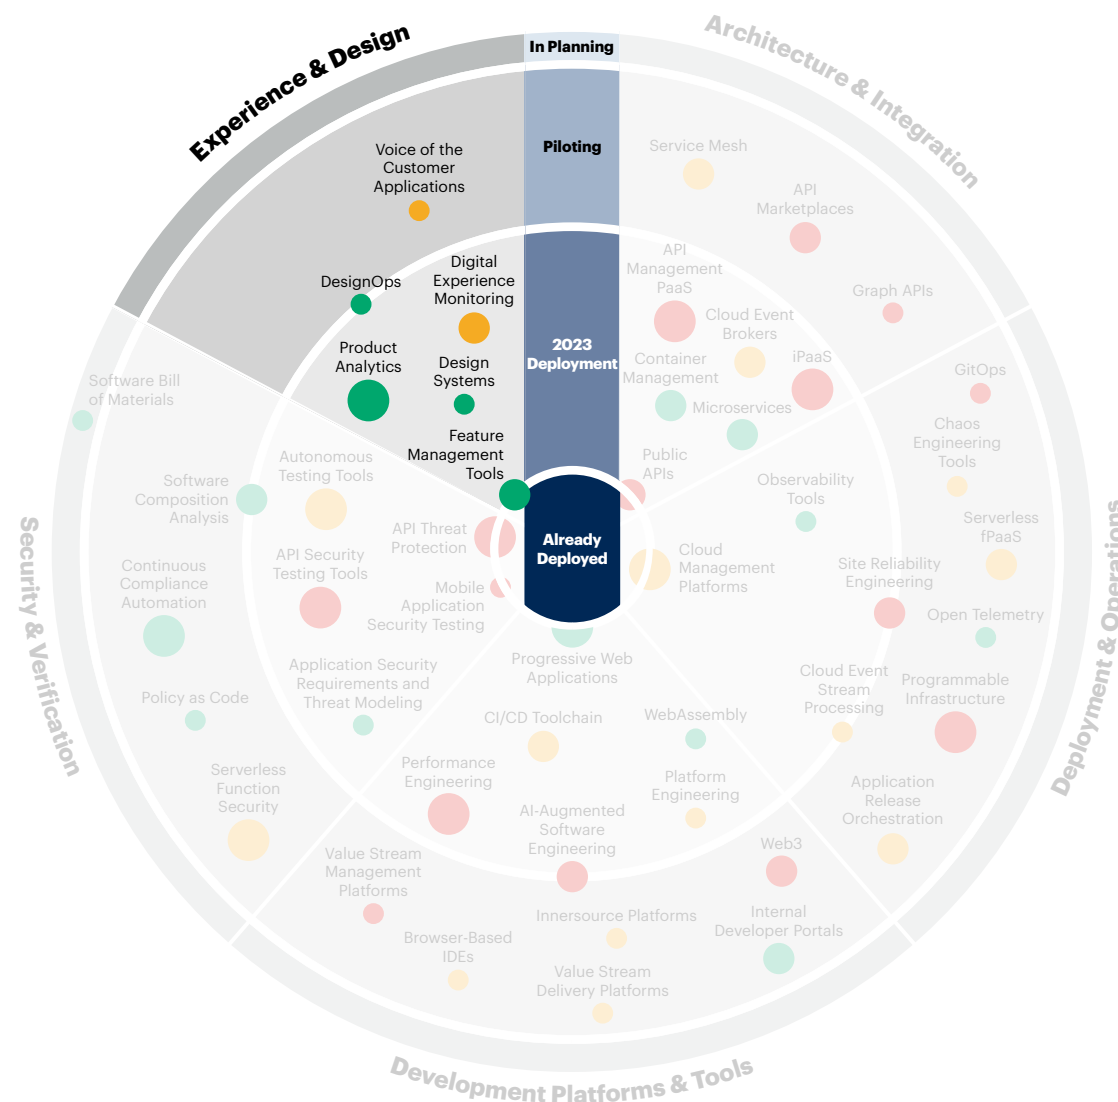 Experience & Design
In Planning
Architecture & Integration
Piloting
Voice of the
Customer
Applications
Service Mesh
API
Marketplaces
Graph APIs
DesignOps
Digital
Experience
Monitoring
Product
Analytics
Design
Systems
Feature
Management
Tools
2023
Deployment
API
Management
PaaS
Cloud Event
Brokers
iPaaS
Container
Management
Microservices
Public
APIs
Already
Deployed
Software Bill
of Materials
Software
Composition
Analysis
Autonomous
Testing Tools
API Threat
Protection
API Security
Testing Tools
Mobile
Application
Security Testing
Continuous
Compliance
Automation
Policy as Code
Application Security
Requirements and
Threat Modeling
Serverless
Function
Security
Security & Verification
GitOps
Chaos
Engineering
Tools
Observability
Tools
Serverless
fPaaS
Site Reliability
Engineering
Open Telemetry
Cloud
Management
Platforms
Cloud Event
Stream
Processing
Programmable
Infrastructure
Application
Release
Orchestration
Deployment & Operations
Progressive Web
Applications
CI/CD Toolchain
WebAssembly
Performance
Engineering
Platform
Engineering
AI-Augmented
Software
Engineering
Value Stream
Management
Platforms
Web3
Innersource Platforms
Internal
Developer Portals
Browser-Based
IDEs
Value Stream
Delivery Platforms
Development Platforms & Tools